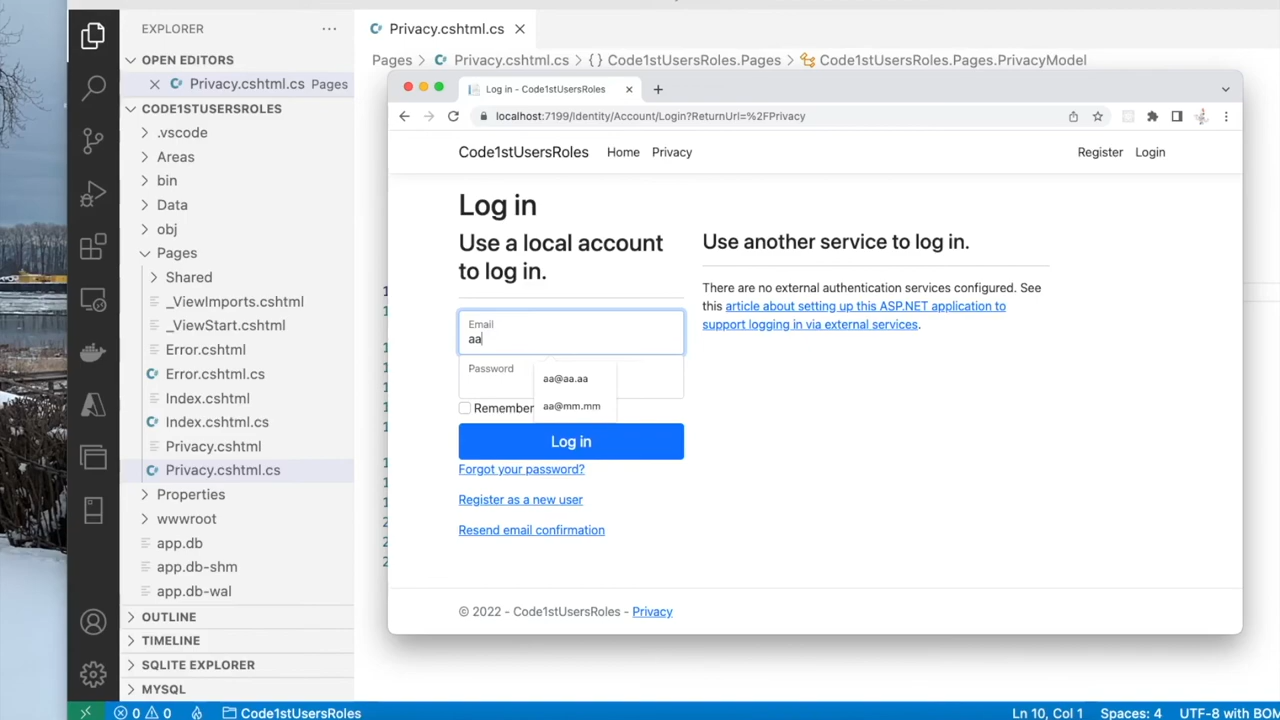 EXPLORER
OPEN EDITORS
Privacy.cshtml.cs Pages
CODE1STUSERSROLES
.vscode
Areas
bin
Data
obj
Pages
Shared
_ViewImports.cshtml
_ViewStart.cshtml
Error.cshtml
Error.cshtml.cs
Index.cshtml
Index.cshtml.cs
Privacy.cshtml
Privacy.cshtml.cs
Properties
wwwroot
app.db
app.db-shm
app.db-wal
OUTLINE
TIMELINE
SQLITE EXPLORER
MYSQL
Privacy.cshtml.cs
Pages > Privacy.cshtml.cs > {} Code1stUsersRoles.Pages > Code1stUsersRoles.Pages.PrivacyModel
Log in - Code1stUsersRoles
localhost:7199/Identity/Account/Login?ReturnUrl=%2FPrivacy
Code1stUsersRoles Home Privacy Register Login
Log in
Use a local account
to log in.
Email
aa
Password
aa@aa.aa
aa@mm.mm
Remember
Log in
Forgot your password?
Register as a new user
Resend email confirmation
Use another service to log in.
There are no external authentication services configured. See
this article about setting up this ASP.NET application to
support logging in via external services.
© 2022 - Code1stUsersRoles - Privacy
0 0 Code1stUsersRoles Ln 10, Col 1 Spaces: 4 UTF-8 with BOM